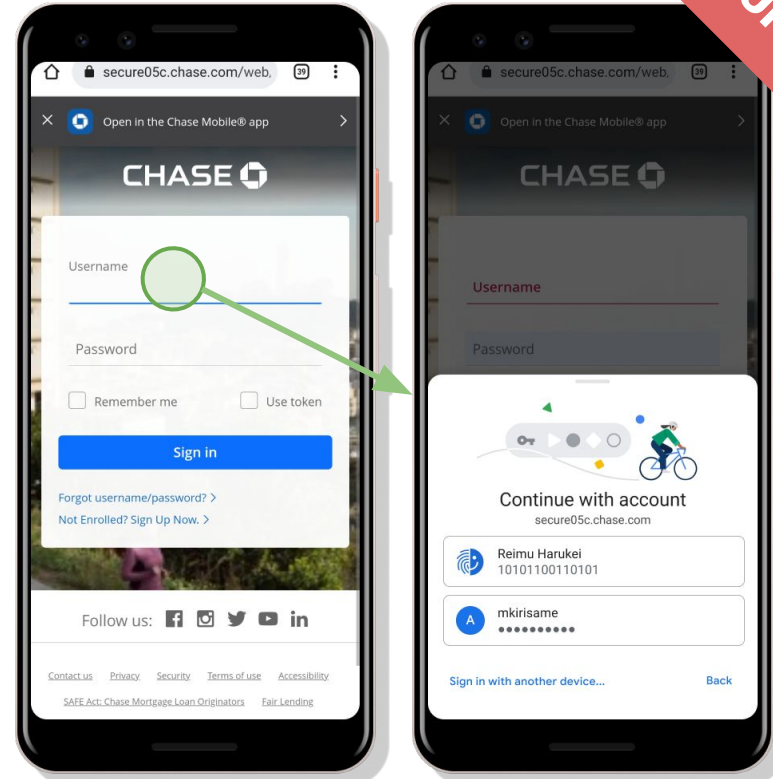 secure05c.chase.com/web,
39
Open in the Chase Mobile® app
CHASE
Username
Password
Remember me
Use token
Sign in
Forgot username/password? >
Not Enrolled? Sign Up Now. >
Follow us:
Contact us Privacy Security Terms of use Accessibility
SAFE Act: Chase Mortgage Loan Originators Fair Lending
secure05c.chase.com/web,
39
Open in the Chase Mobile® app
CHASE
Username
Password
Continue with account
secure05c.chase.com
Reimu Harukei
10101100110101
A
mkirisame
••••••••••
Sign in with another device...
Back